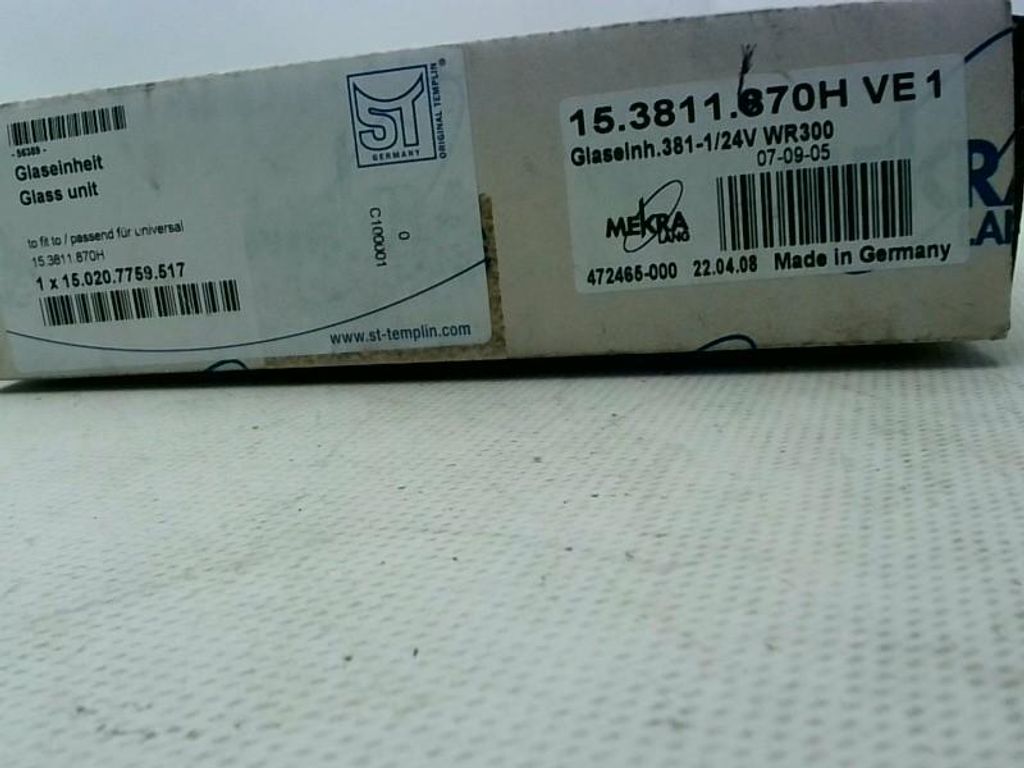 - 56389 -
Glaseinheit
Glass unit
to fit to / passend für universal
15.3811.870H
1 x 15.020.7759.517
ST
GERMANY
ORIGINAL TEMPLIN®
C100001
0
www.st-templin.com
15.3811.870H VE 1
Glaseinh.381-1/24V WR300
07-09-05
MEKRA
LANG
472465-000 22.04.08 Made in Germany